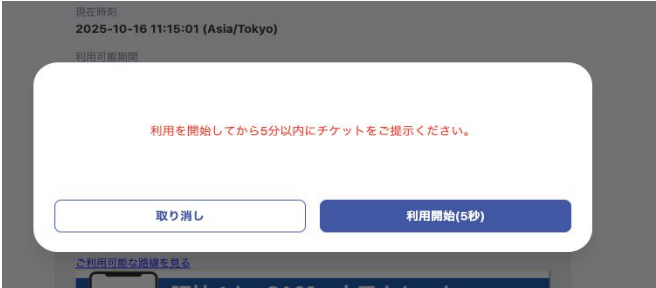 現在時刻
2025-10-16 11:15:01 (Asia/Tokyo)
利用可能期間
利用を開始してから5分以内にチケットをご提示ください。
取り消し
利用開始(5秒)
ご利用可能な路線を見る